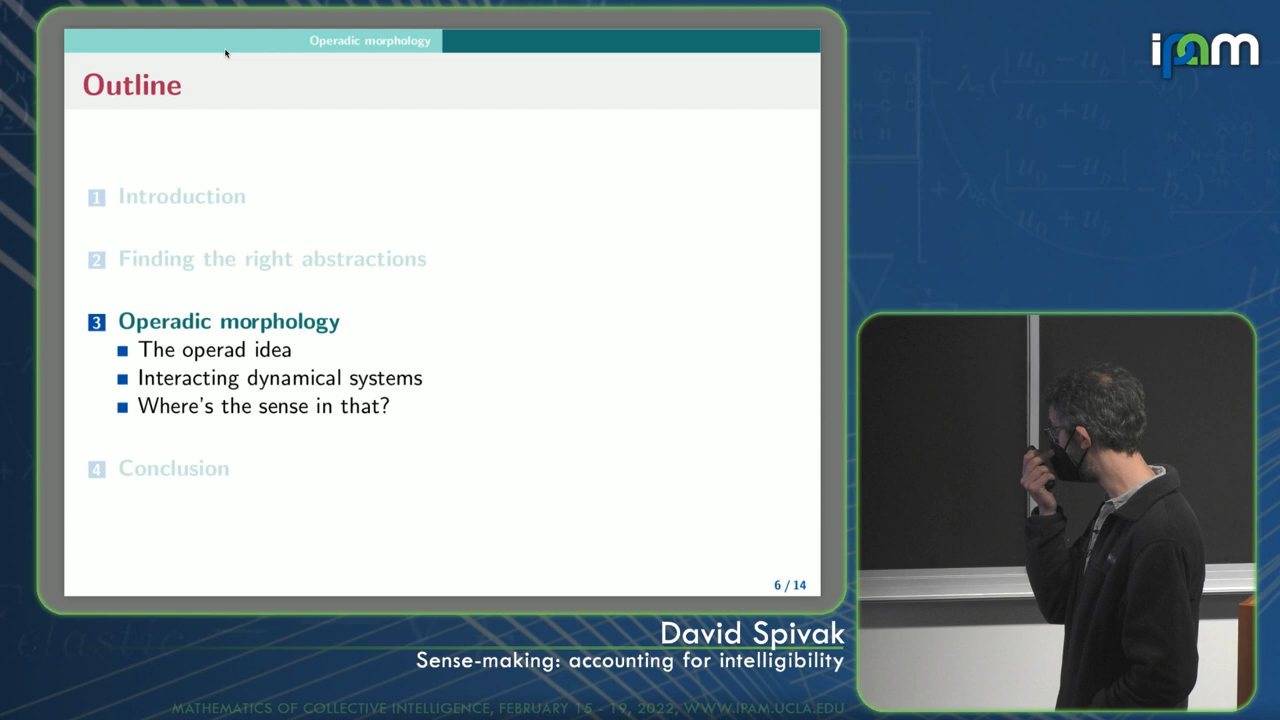 Operadic morphology
Outline
1 Introduction
2 Finding the right abstractions
3 Operadic morphology
The operad idea
Interacting dynamical systems
Where's the sense in that?
4 Conclusion
6 / 14
ipam
David Spivak
Sense-making: accounting for intelligibility
MATHEMATICS OF COLLECTIVE INTELLIGENCE, FEBRUARY 15 - 19, 2022, WWW.IPAM.UCLA.EDU